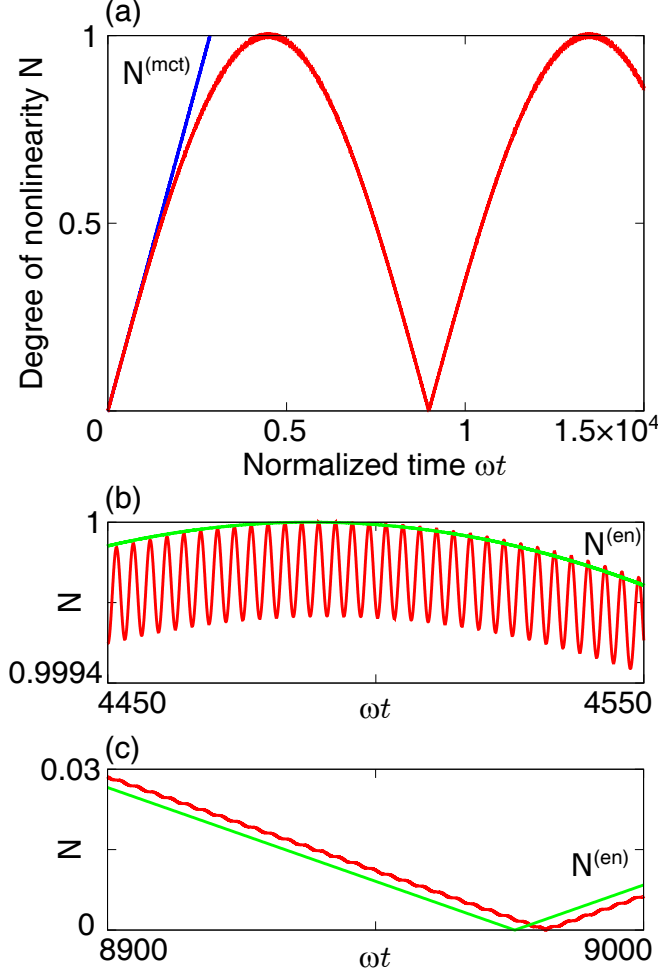 (a)
1
N(mct)
0.5
Degree of nonlinearity N
0 0.5 1 1.5×10⁴
Normalized time ωt
(b)
1
N(en)
N
0.9994
4450 ωt 4550
(c)
0.03
N
N(en)
0
8900 ωt 9000